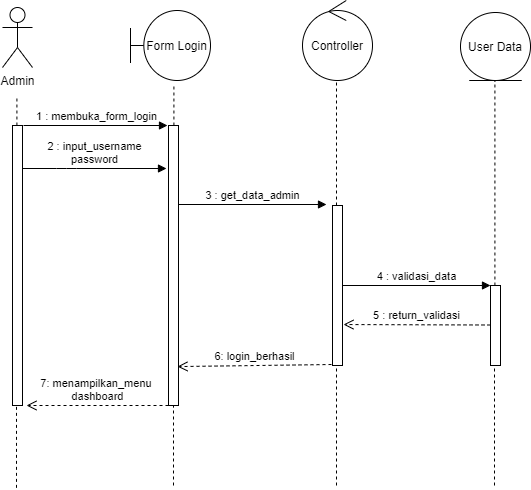 Admin
Form Login
Controller
User Data
1 : membuka_form_login
2 : input_username
password
3 : get_data_admin
4 : validasi_data
5 : return_validasi
6: login_berhasil
7: menampilkan_menu
dashboard